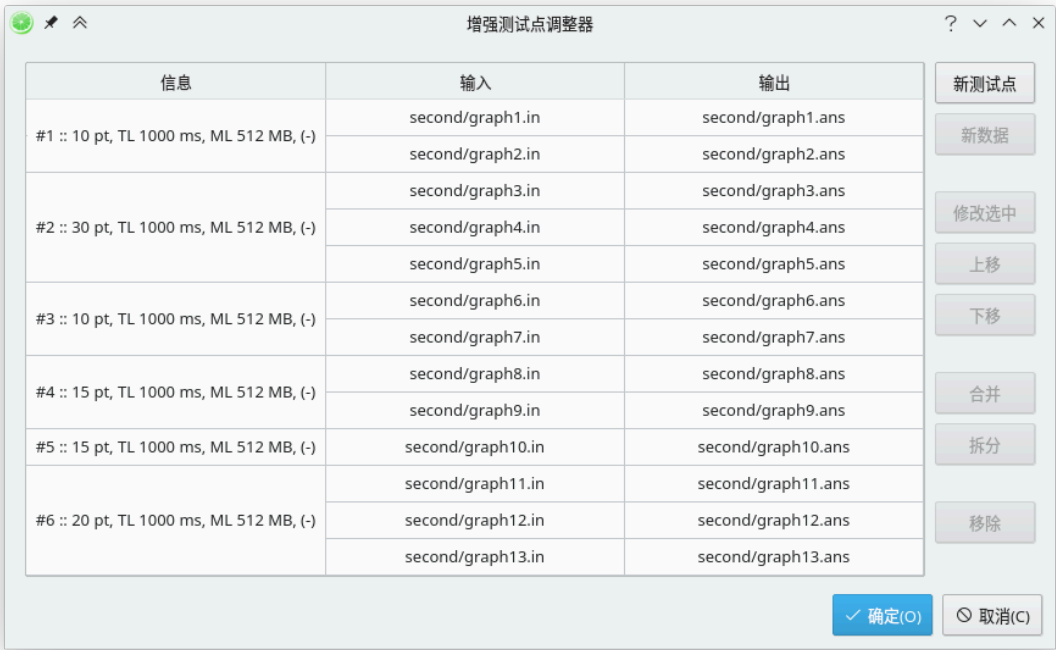 增强测试点调整器
信息 输入 输出
#1 :: 10 pt, TL 1000 ms, ML 512 MB, (-)
second/graph1.in second/graph1.ans
second/graph2.in second/graph2.ans
#2 :: 30 pt, TL 1000 ms, ML 512 MB, (-)
second/graph3.in second/graph3.ans
second/graph4.in second/graph4.ans
second/graph5.in second/graph5.ans
#3 :: 10 pt, TL 1000 ms, ML 512 MB, (-)
second/graph6.in second/graph6.ans
second/graph7.in second/graph7.ans
#4 :: 15 pt, TL 1000 ms, ML 512 MB, (-)
second/graph8.in second/graph8.ans
second/graph9.in second/graph9.ans
#5 :: 15 pt, TL 1000 ms, ML 512 MB, (-)
second/graph10.in second/graph10.ans
#6 :: 20 pt, TL 1000 ms, ML 512 MB, (-)
second/graph11.in second/graph11.ans
second/graph12.in second/graph12.ans
second/graph13.in second/graph13.ans
新测试点
新数据
修改选中
上移
下移
合并
拆分
移除
确定(O)
取消(C)